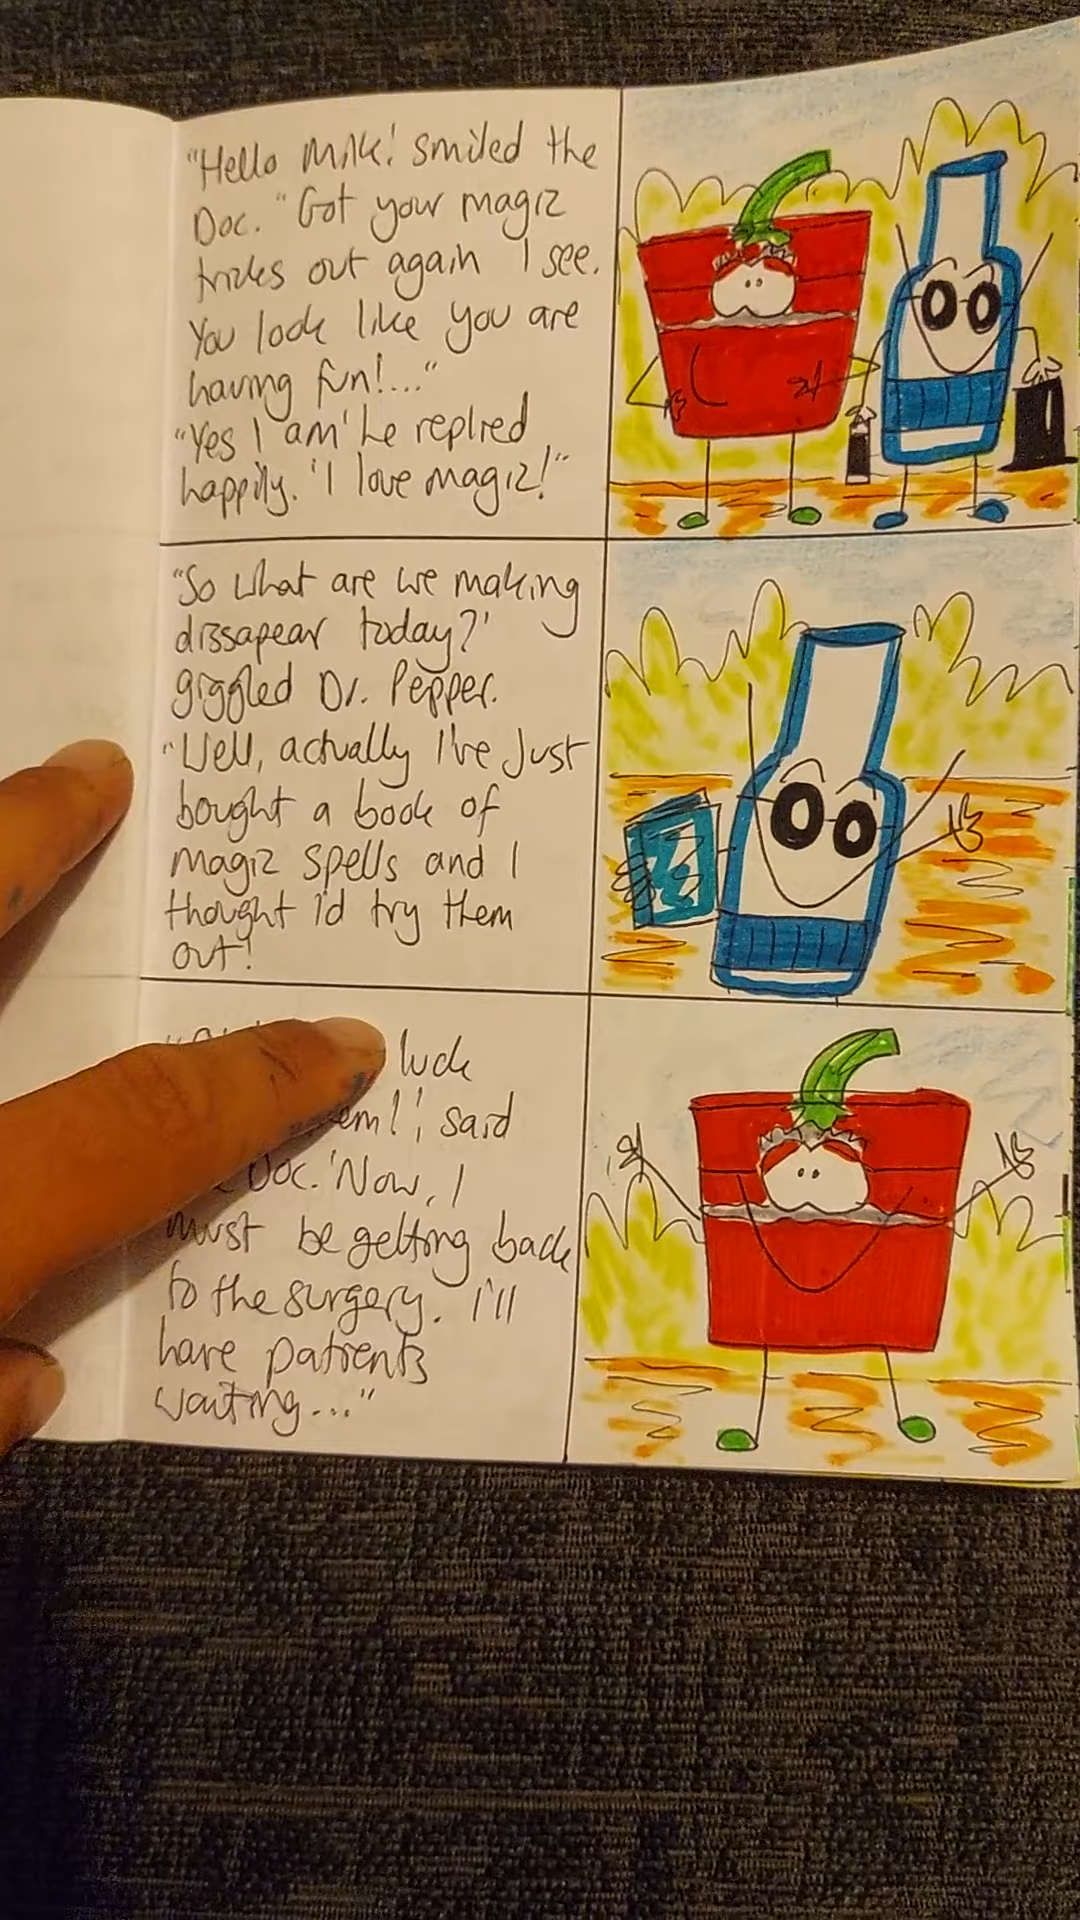 "Hello Milk! smiled the
Doc. "Got your magiz
tricks out again I see.
You look like you are
having fun!..."
"Yes I am' he replied
happily. 'I love magiz!"
"So what are we making
dissapear today?'
giggled Dr. Pepper.
"Well, actually I've just
bought a book of
magiz spells and I
thought i'd try them
out!
luck
em!', said
Doc. 'Now, I
must be getting back
to the surgery. I'll
have patients
waiting..."